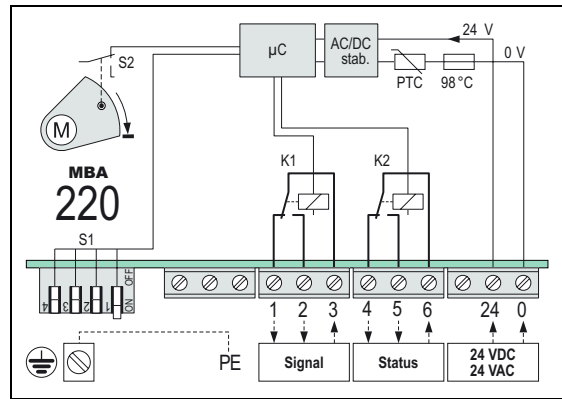 24 V
µC
AC/DC
stab.
0 V
S2
PTC
98 °C
M
K1
K2
MBA
220
S1
4 3 2 1
OFF
ON
1 2 3 4 5 6 24 0
PE
Signal
Status
24 VDC
24 VAC